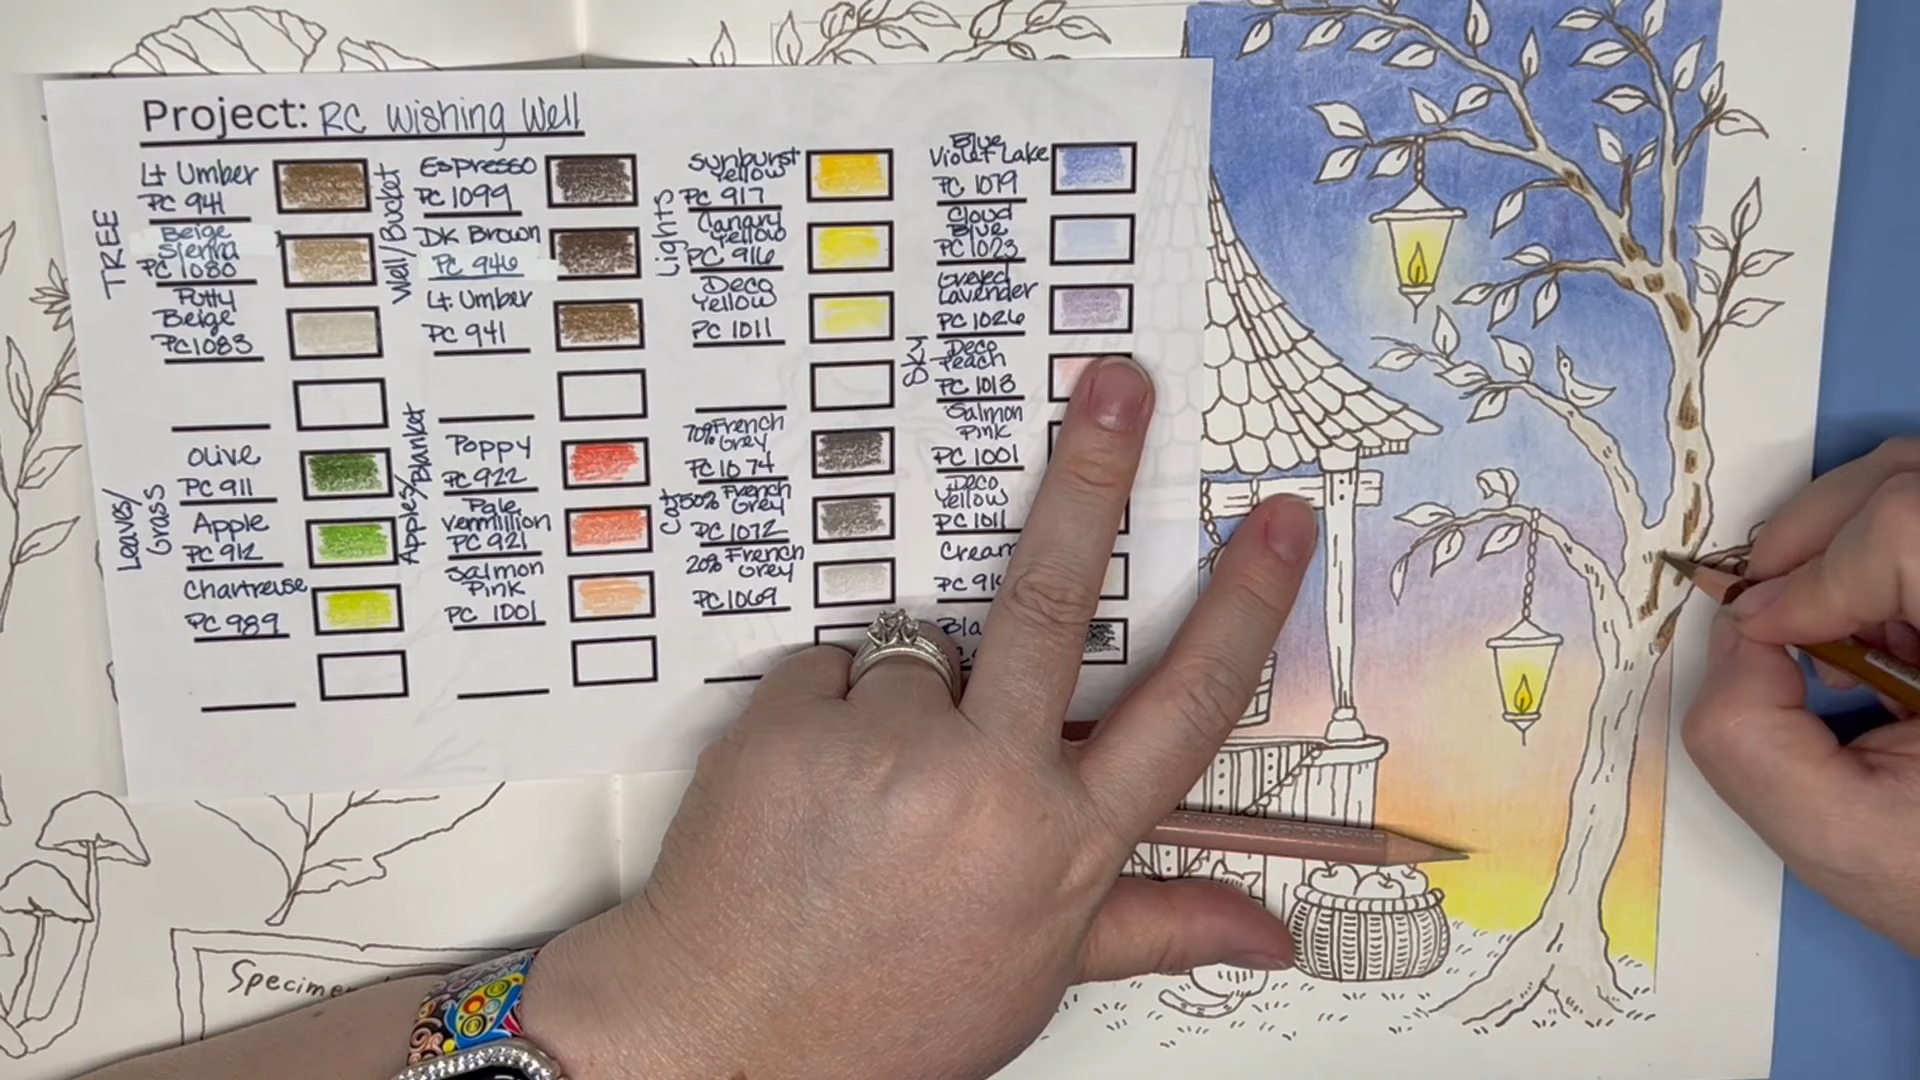 Project: RC Wishing Well
TREE
Lt Umber
PC 941
Beige
Sienna
PC 1080
Putty
Beige
PC1083
Well/Bucket
Espresso
PC 1099
DK Brown
PC 946
Lt Umber
PC 941
Lights
Sunburst
Yellow
PC 917
Canary
Yellow
PC 916
Deco
Yellow
PC 1011
SKY
Blue
Violet Lake
PC 1079
Cloud
Blue
PC 1023
Greyed
Lavender
PC 1026
Deco
Peach
PC 1013
Salmon
Pink
PC 1001
Deco
Yellow
PC 1011
Cream
Leaves/
Grass
Olive
PC 911
Apple
PC 912
Chartreuse
PC 989
Apples/Blanket
Poppy
PC 922
Pale
Vermillion
PC 921
Salmon
Pink
PC 1001
Cat
70% French
Grey
PC 1074
50% French
Grey
PC 1072
20% French
Grey
PC 1069